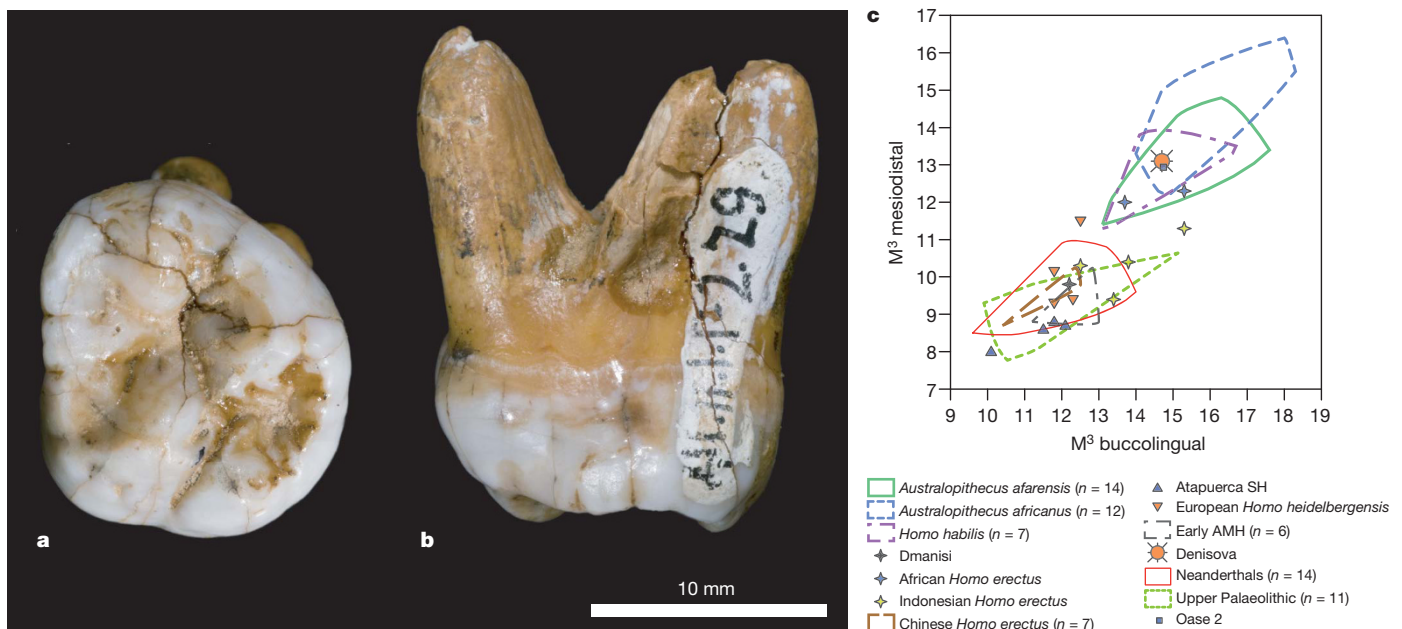 a
b
10 mm
c
17
16
15
14
13
12
11
10
9
8
7
M³ mesiodistal
9 10 11 12 13 14 15 16 17 18 19
M³ buccolingual
Australopithecus afarensis (n = 14)
Australopithecus africanus (n = 12)
Homo habilis (n = 7)
Dmanisi
African Homo erectus
Indonesian Homo erectus
Chinese Homo erectus (n = 7)
Atapuerca SH
European Homo heidelbergensis
Early AMH (n = 6)
Denisova
Neanderthals (n = 14)
Upper Palaeolithic (n = 11)
Oase 2